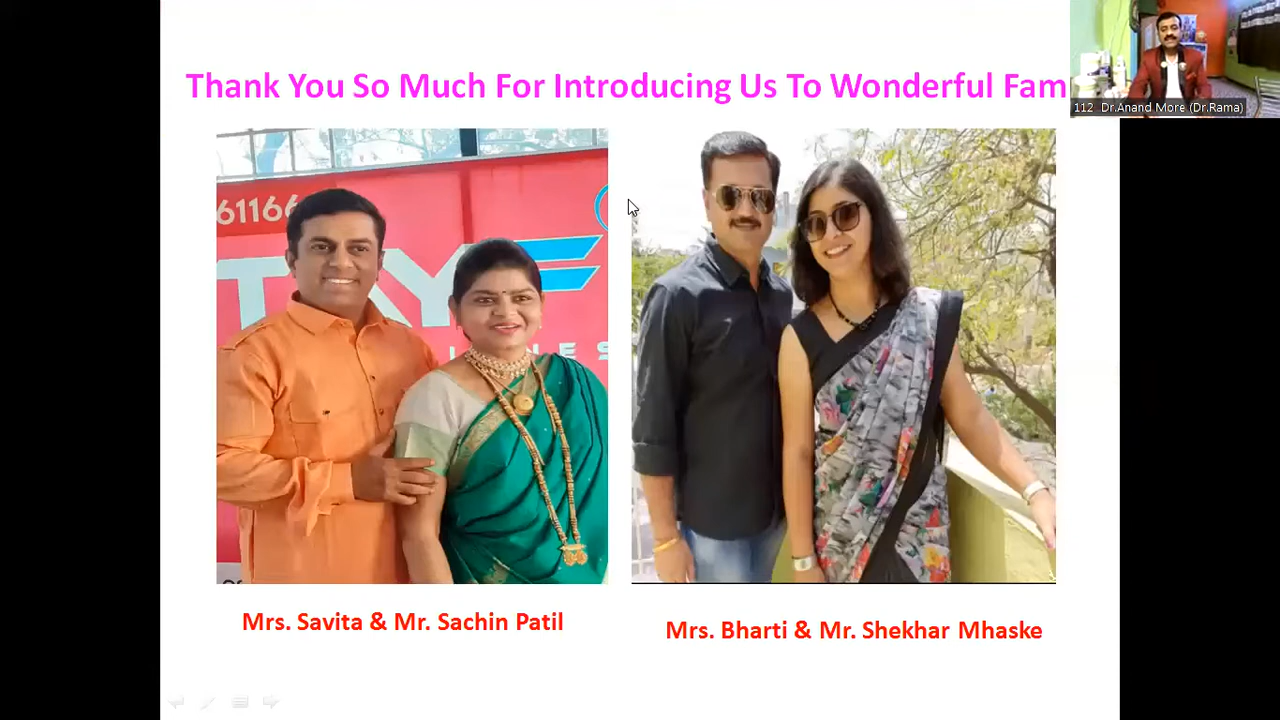 Thank You So Much For Introducing Us To Wonderful Fam
112 Dr.Anand More (Dr.Rama)
61166
Mrs. Savita & Mr. Sachin Patil
Mrs. Bharti & Mr. Shekhar Mhaske